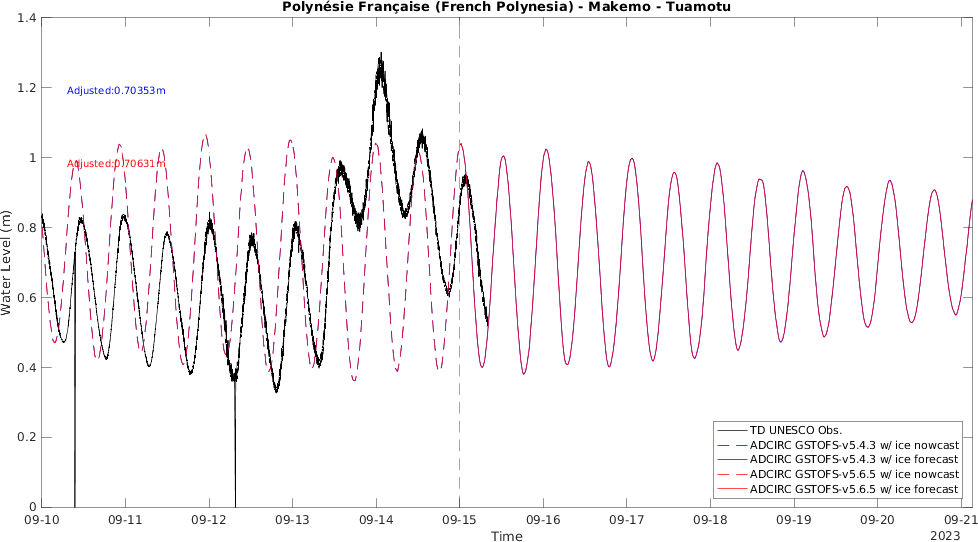 Polynésie Française (French Polynesia) - Makemo - Tuamotu
1.4
1.2
1
0.8
0.6
0.4
0.2
0
Water Level (m)
Adjusted:0.70353m
Adjusted:0.70631m
TD UNESCO Obs.
ADCIRC GSTOFS-v5.4.3 w/ ice nowcast
ADCIRC GSTOFS-v5.4.3 w/ ice forecast
ADCIRC GSTOFS-v5.6.5 w/ ice nowcast
ADCIRC GSTOFS-v5.6.5 w/ ice forecast
09-10 09-11 09-12 09-13 09-14 09-15 09-16 09-17 09-18 09-19 09-20 09-21
2023
Time